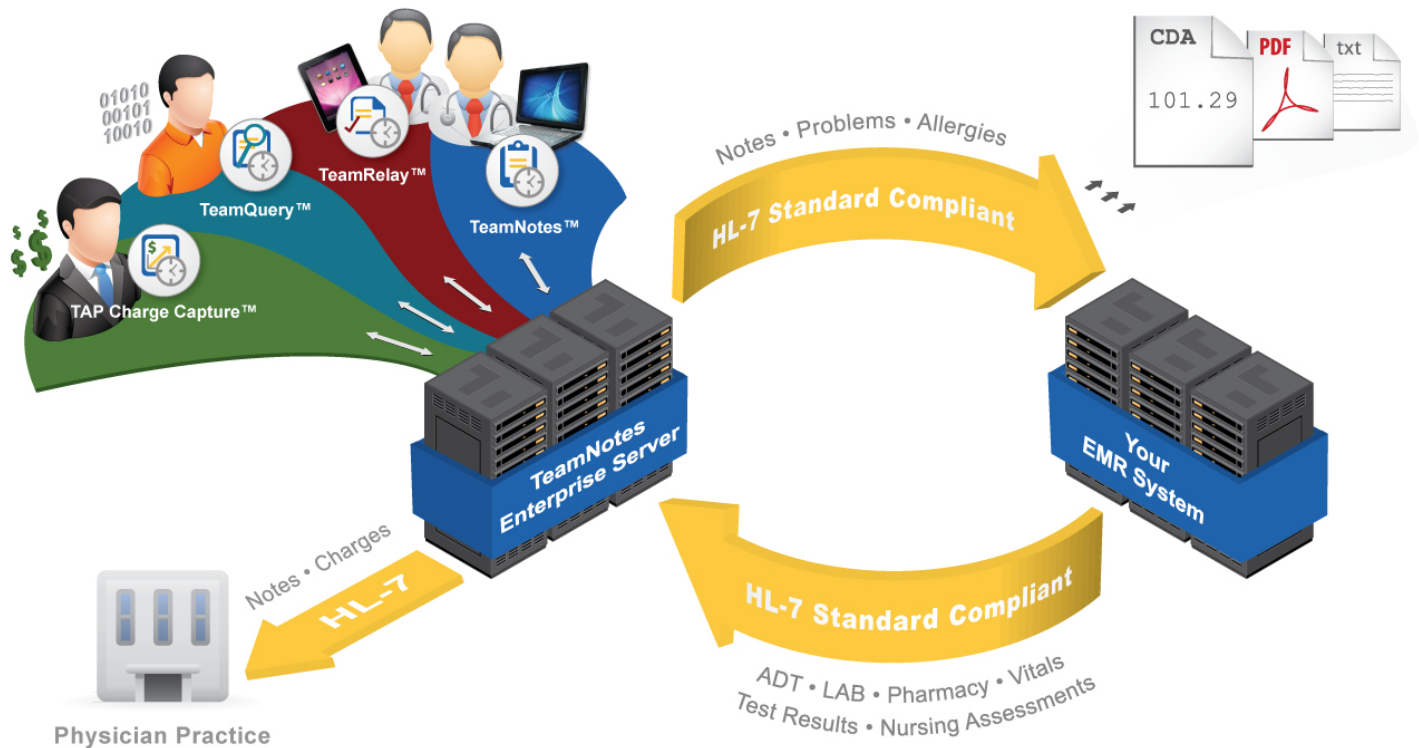 01010
00101
10010
TeamRelay™
TeamQuery™
TeamNotes™
TAP Charge Capture™
Notes • Problems • Allergies
HL-7 Standard Compliant
CDA
101.29
PDF
txt
TeamNotes
Enterprise Server
Your
EMR System
HL-7 Standard Compliant
ADT • LAB • Pharmacy • Vitals
Test Results • Nursing Assessments
Notes • Charges
HL-7
Physician Practice